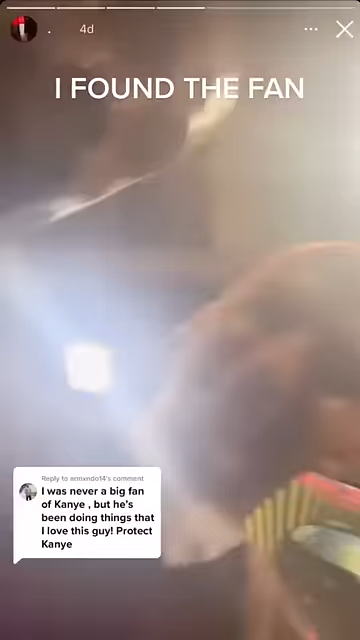 .
4d
I FOUND THE FAN
Reply to armando14's comment
I was never a big fan
of Kanye , but he's
been doing things that
I love this guy! Protect
Kanye